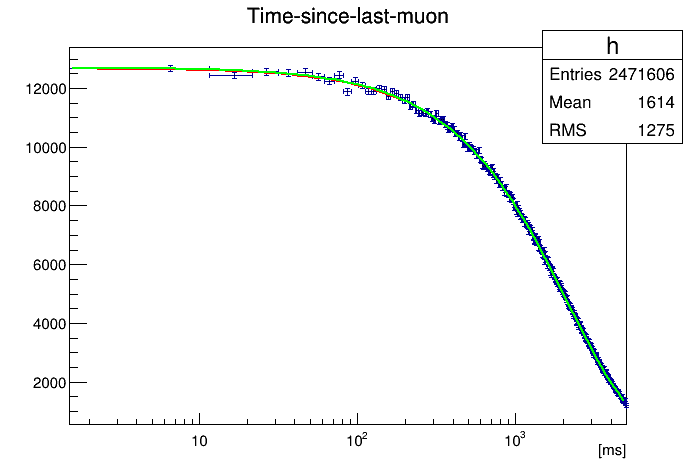 Time-since-last-muon
h
Entries 2471606
Mean 1614
RMS 1275
12000
10000
8000
6000
4000
2000
10 10² 10³
[ms]